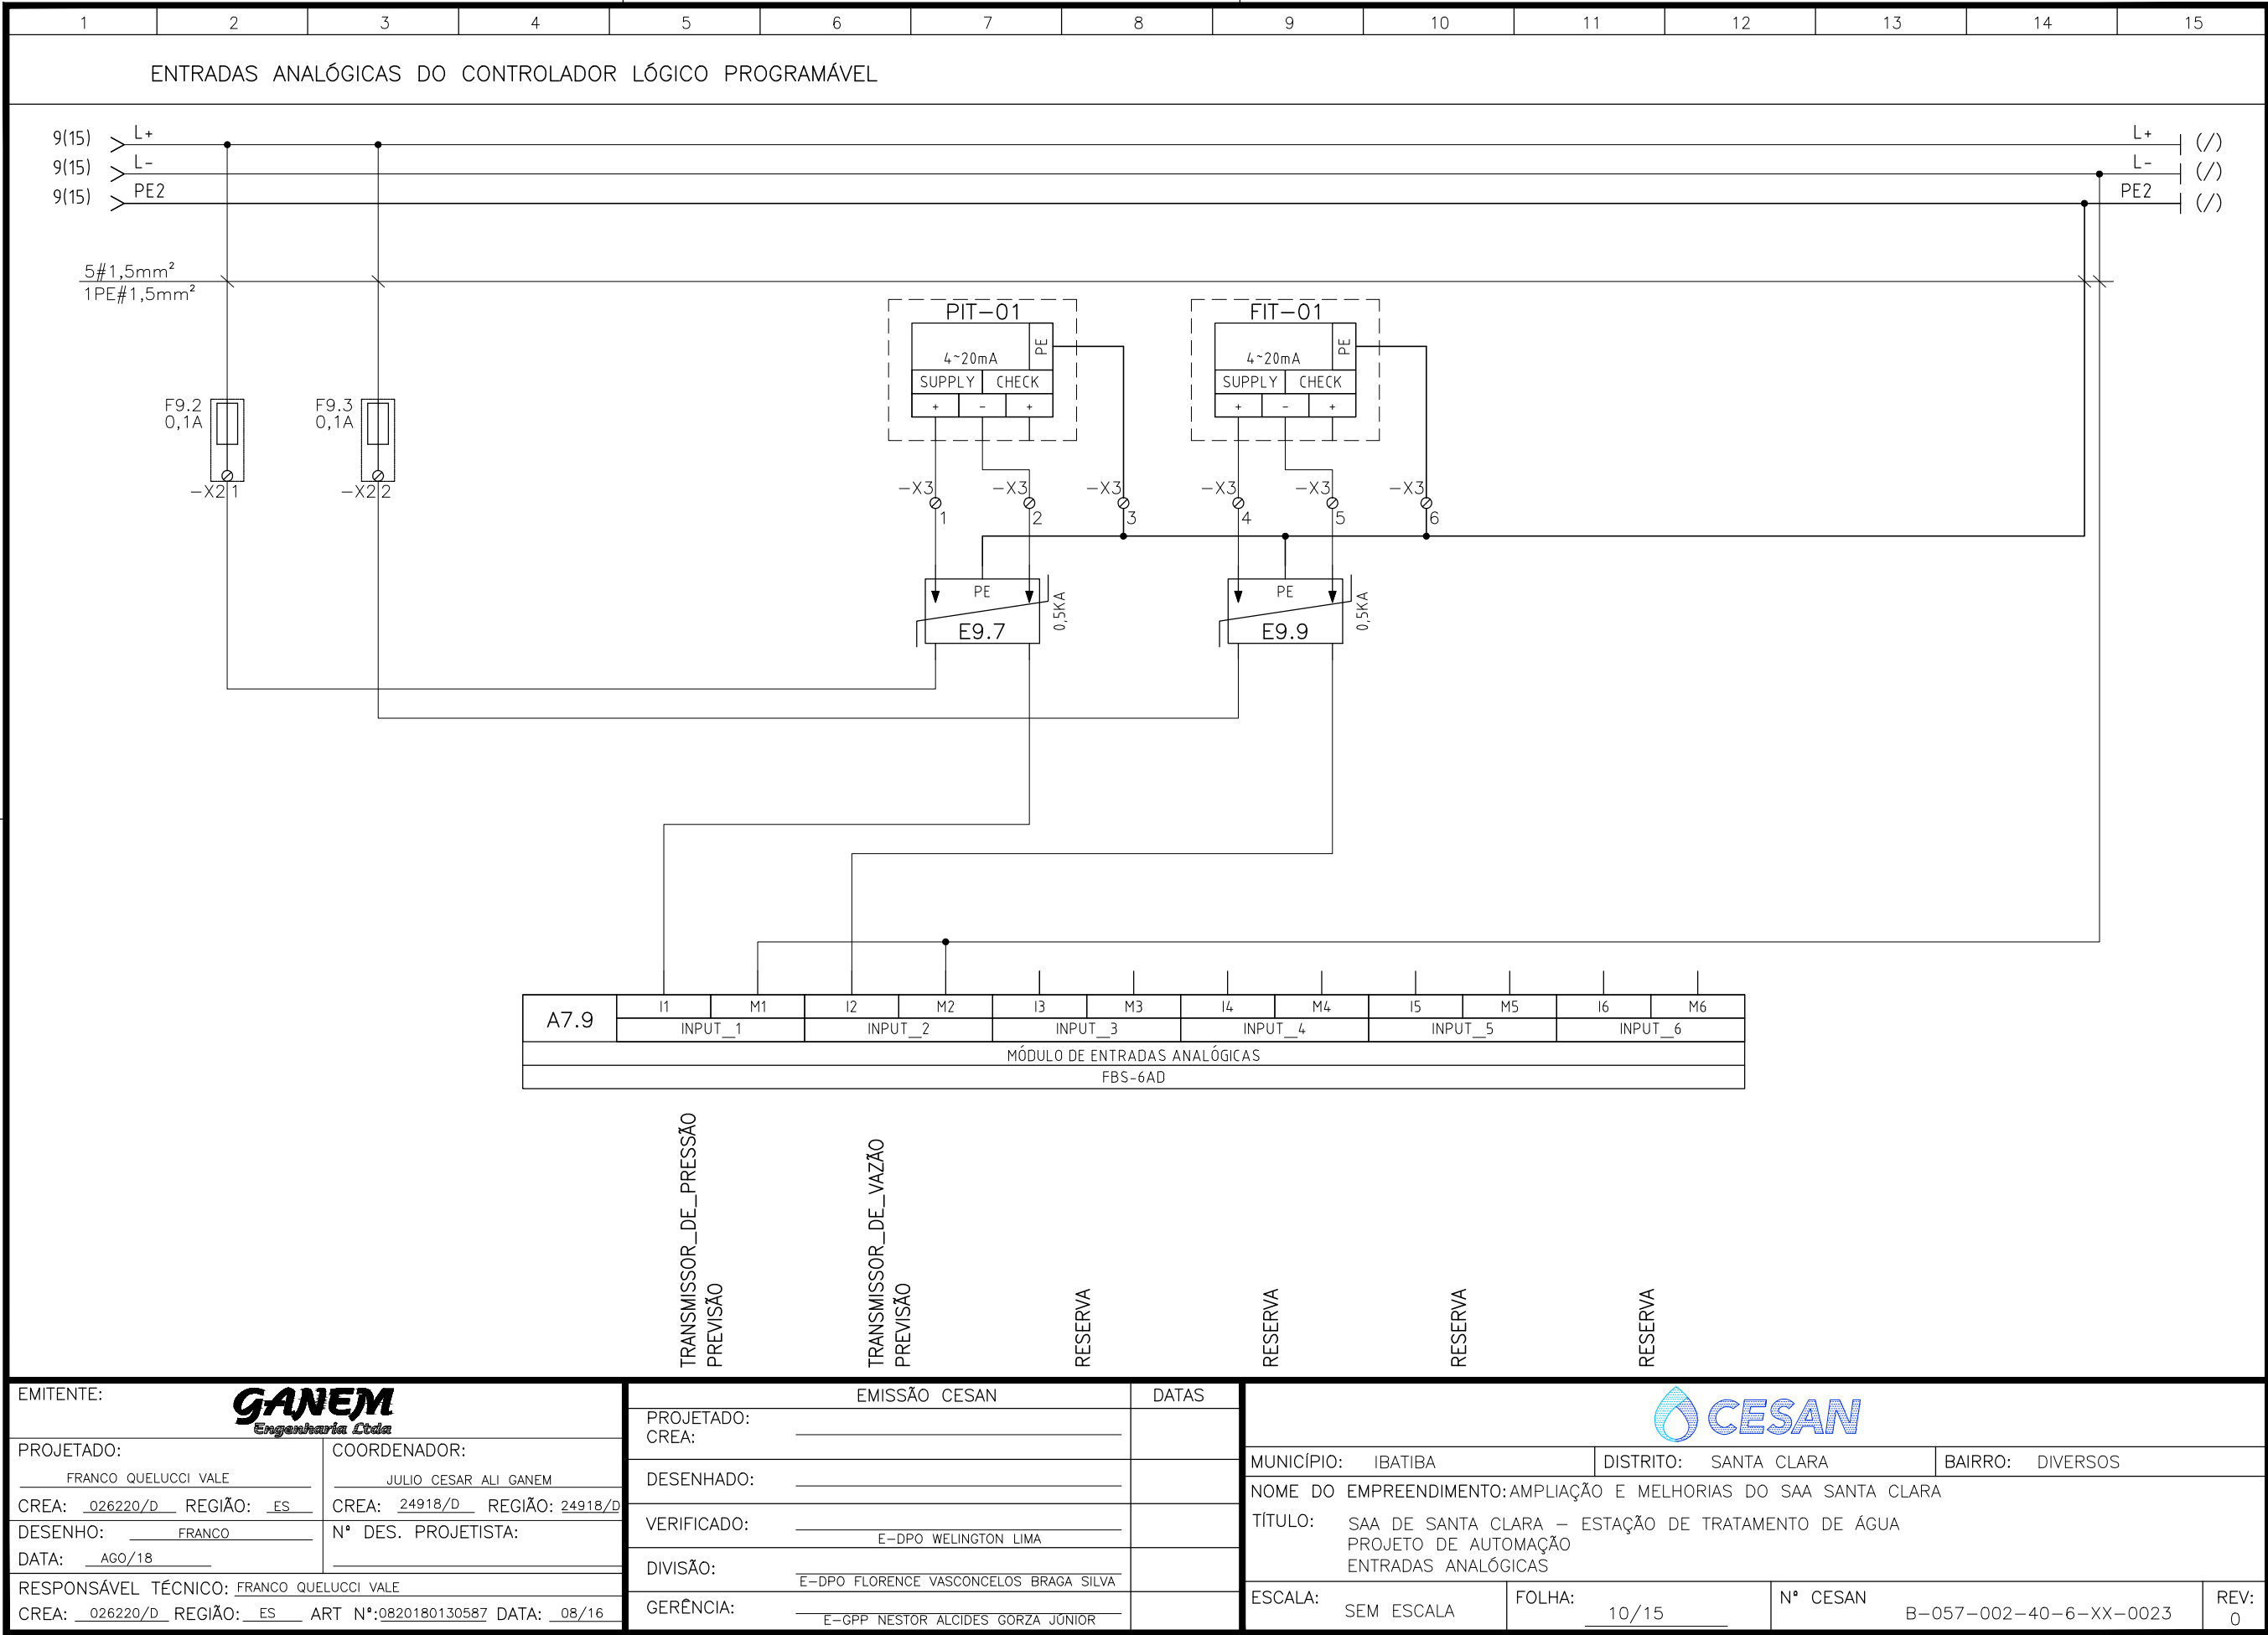 1 2 3 4 5 6 7 8 9 10 11 12 13 14 15
ENTRADAS ANALÓGICAS DO CONTROLADOR LÓGICO PROGRAMÁVEL
9(15) L+ L+ (/)
9(15) L- L- (/)
9(15) PE2 PE2 (/)
5#1,5mm²
1PE#1,5mm²
PIT-01 FIT-01
4~20mA PE 4~20mA PE
SUPPLY CHECK SUPPLY CHECK
+ - + + - +
F9.2 F9.3
0,1A 0,1A
-X2 1 -X2 2
-X3 -X3 -X3 -X3 -X3 -X3
1 2 3 4 5 6
PE PE
0,5KA 0,5KA
E9.7 E9.9
A7.9
I1 M1 I2 M2 I3 M3 I4 M4 I5 M5 I6 M6
INPUT_1 INPUT_2 INPUT_3 INPUT_4 INPUT_5 INPUT_6
MÓDULO DE ENTRADAS ANALÓGICAS
FBS-6AD
TRANSMISSOR_DE_PRESSÃO
PREVISÃO
TRANSMISSOR_DE_VAZÃO
PREVISÃO
RESERVA
RESERVA
RESERVA
RESERVA
EMITENTE:
GANEM
Engenharia Ltda
PROJETADO:
FRANCO QUELUCCI VALE
CREA: 026220/D REGIÃO: ES
COORDENADOR:
JULIO CESAR ALI GANEM
CREA: 24918/D REGIÃO: 24918/D
DESENHO: FRANCO
DATA: AGO/18
N° DES. PROJETISTA:
RESPONSÁVEL TÉCNICO: FRANCO QUELUCCI VALE
CREA: 026220/D REGIÃO: ES ART N°:0820180130587 DATA: 08/16
EMISSÃO CESAN DATAS
PROJETADO:
CREA:
DESENHADO:
VERIFICADO:
E-DPO WELINGTON LIMA
DIVISÃO:
E-DPO FLORENCE VASCONCELOS BRAGA SILVA
GERÊNCIA:
E-GPP NESTOR ALCIDES GORZA JÚNIOR
CESAN
MUNICÍPIO: IBATIBA DISTRITO: SANTA CLARA BAIRRO: DIVERSOS
NOME DO EMPREENDIMENTO: AMPLIAÇÃO E MELHORIAS DO SAA SANTA CLARA
TÍTULO: SAA DE SANTA CLARA - ESTAÇÃO DE TRATAMENTO DE ÁGUA
PROJETO DE AUTOMAÇÃO
ENTRADAS ANALÓGICAS
ESCALA: SEM ESCALA
FOLHA: 10/15
N° CESAN B-057-002-40-6-XX-0023
REV: 0